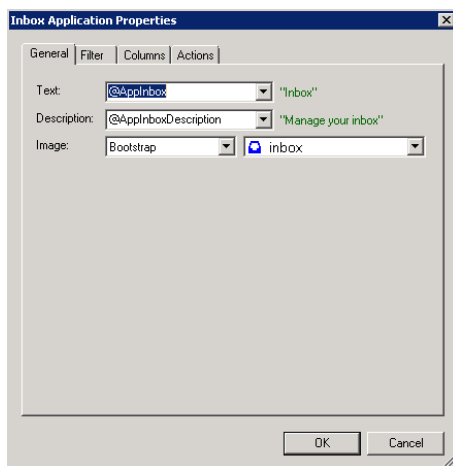 Inbox Application Properties
General Filter Columns Actions
Text: @AppInbox "Inbox"
Description: @AppInboxDescription "Manage your inbox"
Image: Bootstrap inbox
OK Cancel